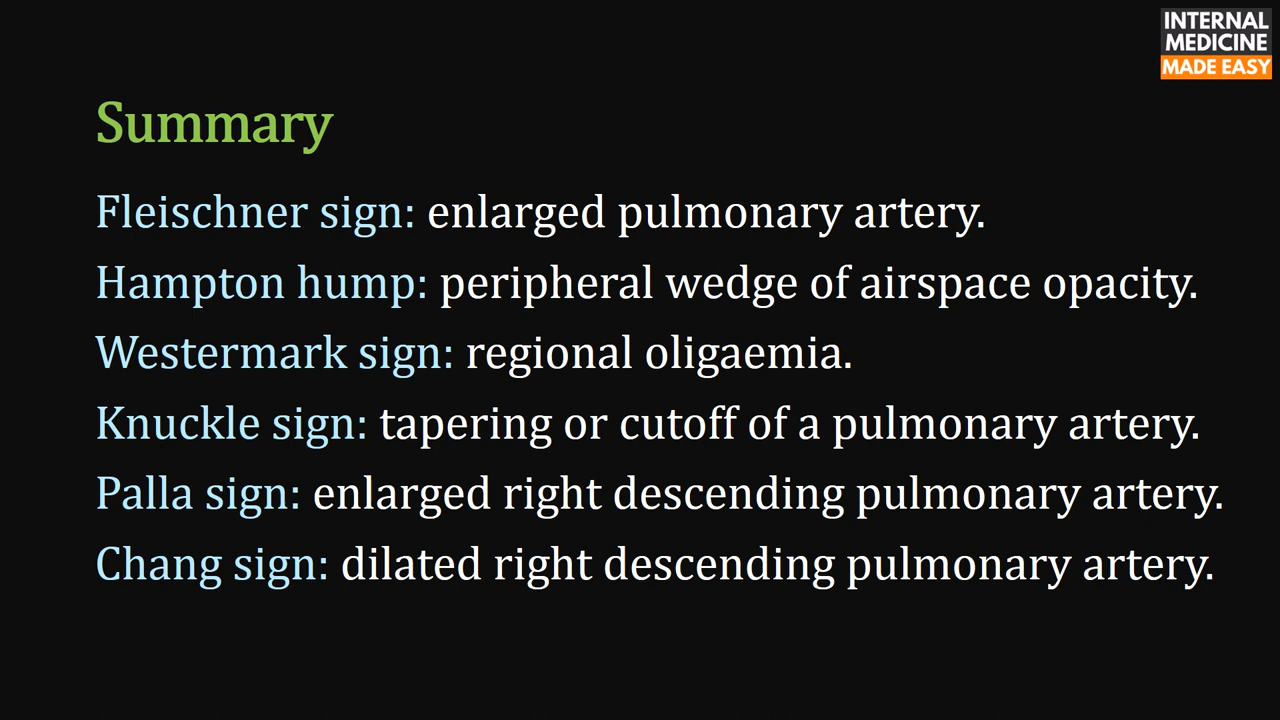 INTERNAL
MEDICINE
MADE EASY
Summary
Fleischner sign: enlarged pulmonary artery.
Hampton hump: peripheral wedge of airspace opacity.
Westermark sign: regional oligaemia.
Knuckle sign: tapering or cutoff of a pulmonary artery.
Palla sign: enlarged right descending pulmonary artery.
Chang sign: dilated right descending pulmonary artery.